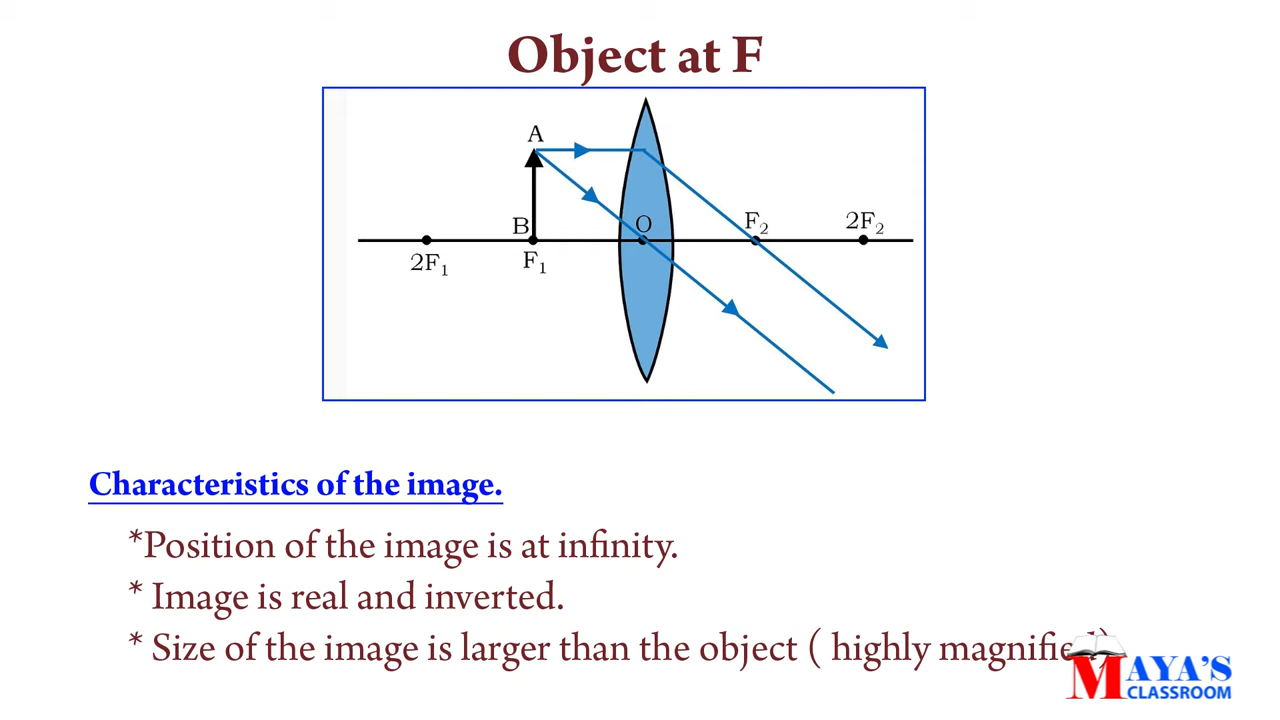 Object at F
A
B
O
F₂
2F₂
2F₁
F₁
Characteristics of the image.
*Position of the image is at infinity.
* Image is real and inverted.
* Size of the image is larger than the object ( highly magnified)
MAYA'S
CLASSROOM